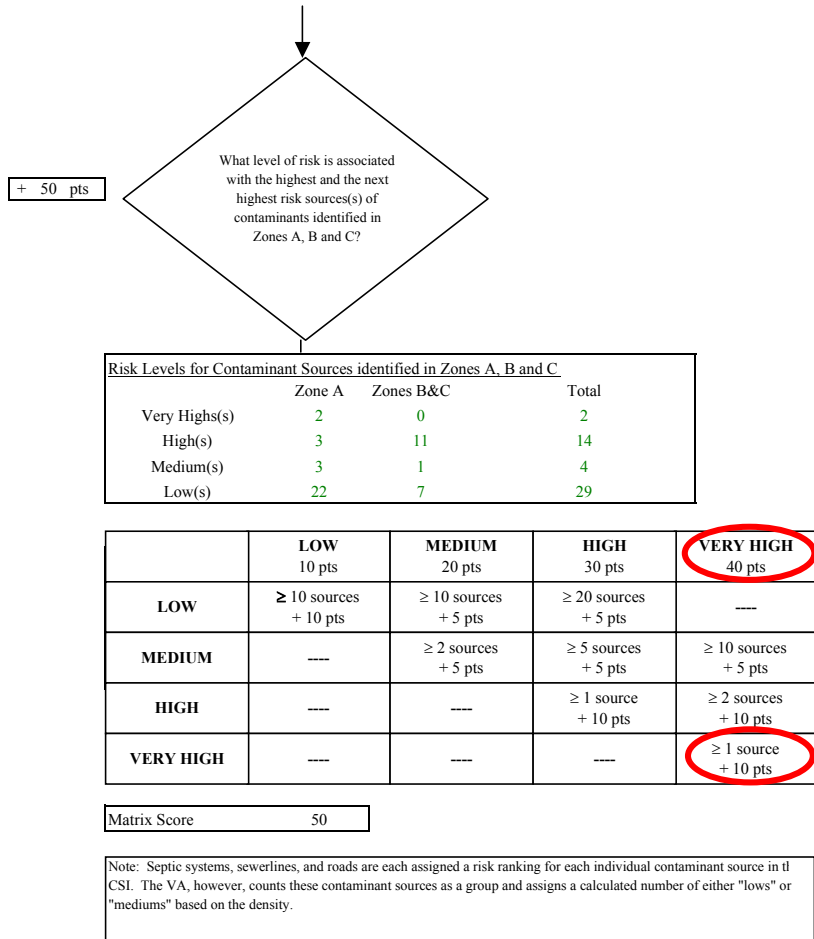 What level of risk is associated
with the highest and the next
highest risk sources(s) of
contaminants identified in
Zones A, B and C?
+ 50 pts
Risk Levels for Contaminant Sources identified in Zones A, B and C
Zone A Zones B&C Total
Very Highs(s) 2 0 2
High(s) 3 11 14
Medium(s) 3 1 4
Low(s) 22 7 29
LOW MEDIUM HIGH VERY HIGH
10 pts 20 pts 30 pts 40 pts
LOW ≥ 10 sources + 10 pts ≥ 10 sources + 5 pts ≥ 20 sources + 5 pts ----
MEDIUM ---- ≥ 2 sources + 5 pts ≥ 5 sources + 5 pts ≥ 10 sources + 5 pts
HIGH ---- ---- ≥ 1 source + 10 pts ≥ 2 sources + 10 pts
VERY HIGH ---- ---- ---- ≥ 1 source + 10 pts
Matrix Score 50
Note: Septic systems, sewerlines, and roads are each assigned a risk ranking for each individual contaminant source in
CSI. The VA, however, counts these contaminant sources as a group and assigns a calculated number of either "lows" or
"mediums" based on the density.